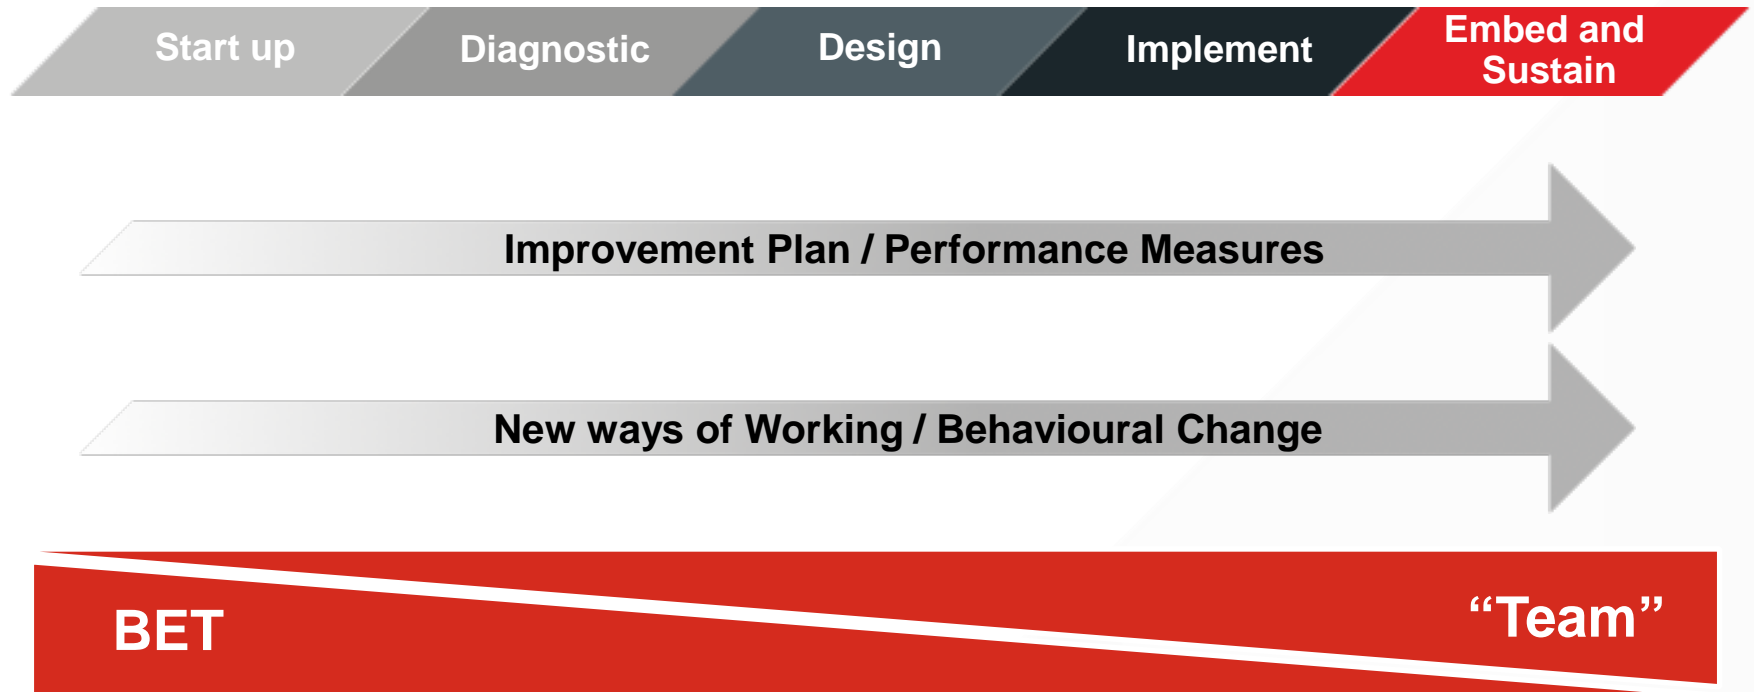 Start up
Diagnostic
Design
Implement
Embed and
Sustain
Improvement Plan / Performance Measures
New ways of Working / Behavioural Change
BET
“Team”